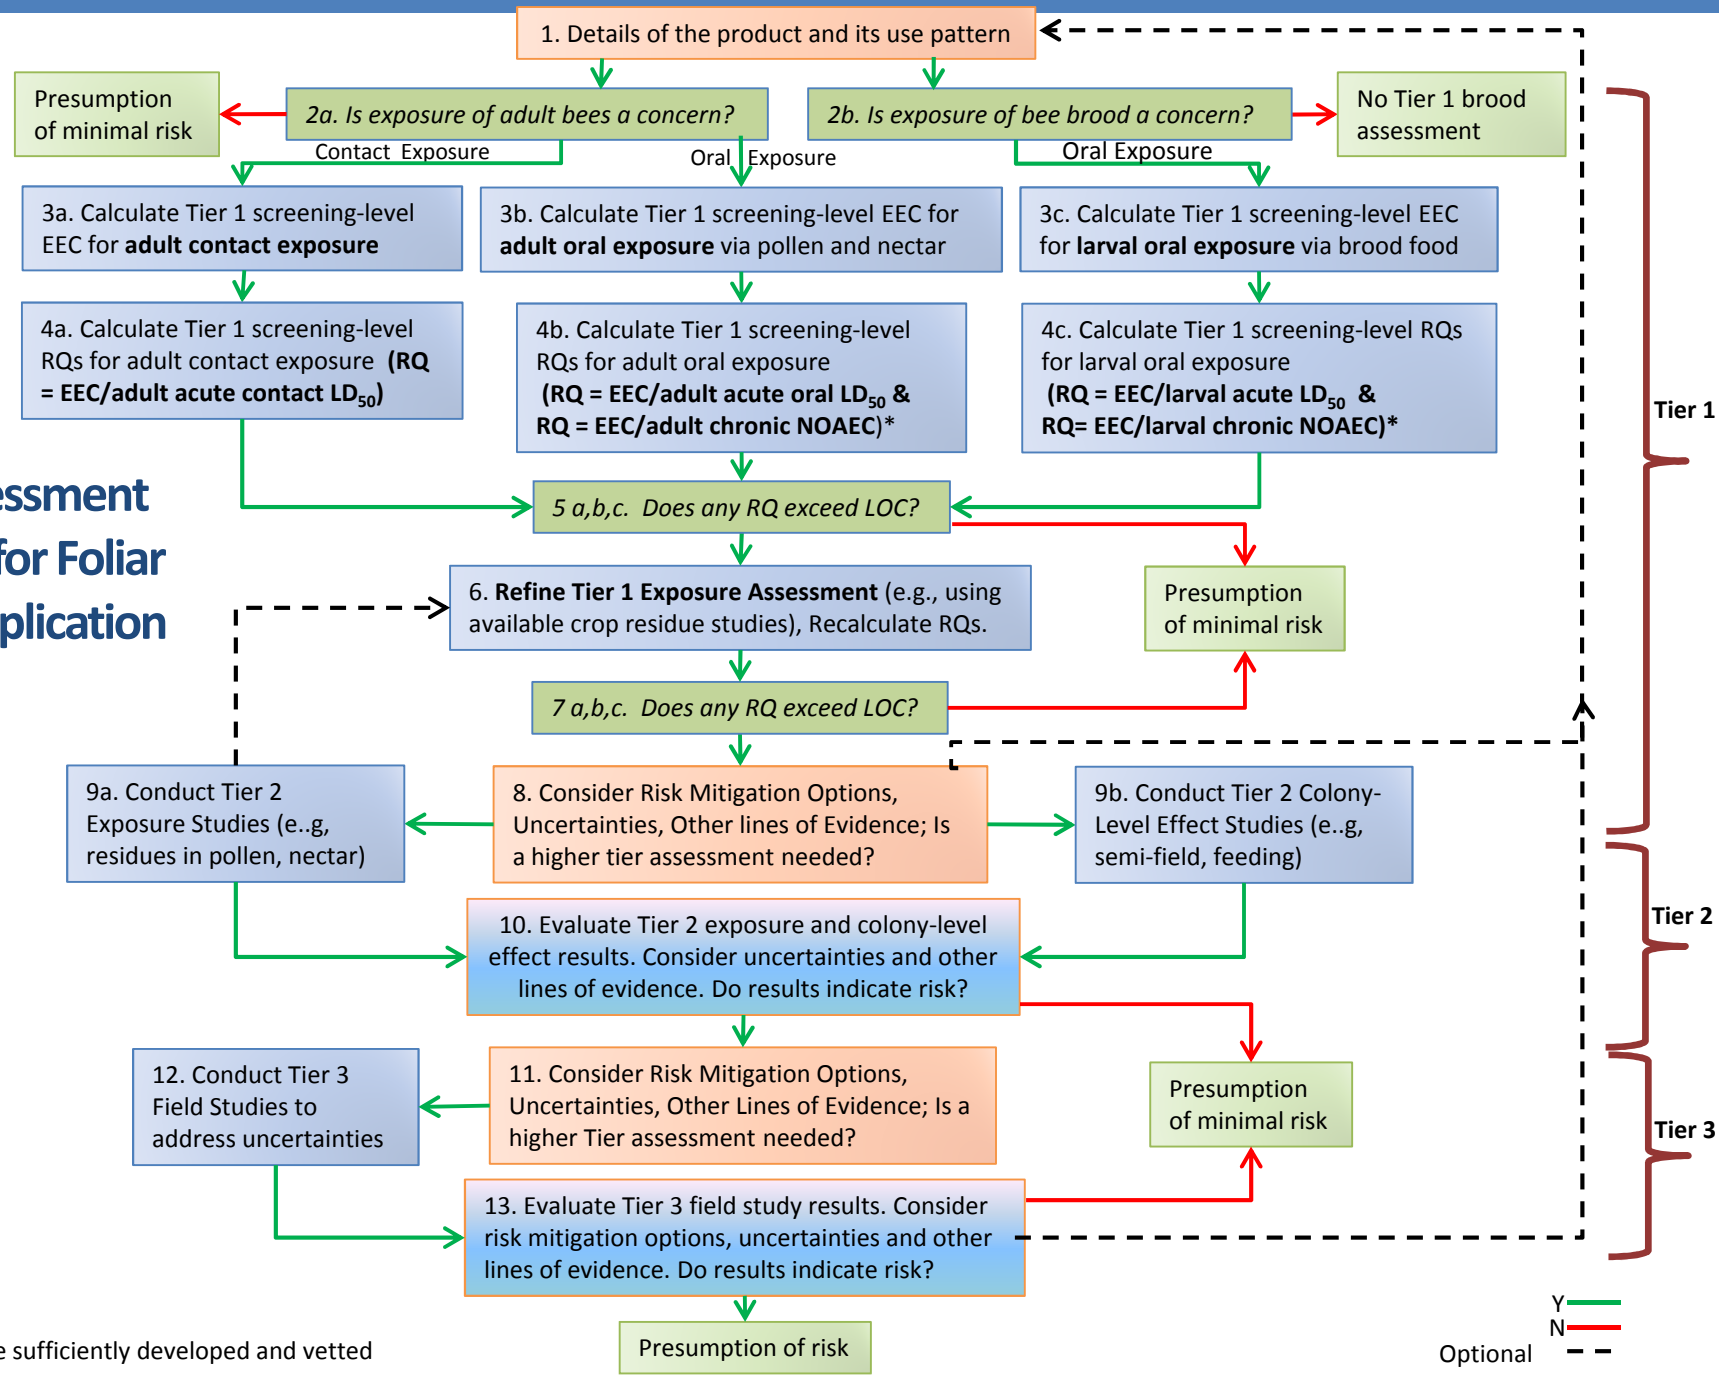 1. Details of the product and its use pattern
Presumption
of minimal risk
2a. Is exposure of adult bees a concern?
2b. Is exposure of bee brood a concern?
No Tier 1 brood
assessment
Contact Exposure
Oral Exposure
Oral Exposure
3a. Calculate Tier 1 screening-level
EEC for adult contact exposure
3b. Calculate Tier 1 screening-level EEC for
adult oral exposure via pollen and nectar
3c. Calculate Tier 1 screening-level EEC
for larval oral exposure via brood food
4a. Calculate Tier 1 screening-level
RQs for adult contact exposure (RQ
= EEC/adult acute contact LD50)
4b. Calculate Tier 1 screening-level
RQs for adult oral exposure
(RQ = EEC/adult acute oral LD50 &
RQ = EEC/adult chronic NOAEC)*
4c. Calculate Tier 1 screening-level RQs
for larval oral exposure
(RQ = EEC/larval acute LD50 &
RQ= EEC/larval chronic NOAEC)*
Tier 1
essment
for Foliar
plication
5 a,b,c. Does any RQ exceed LOC?
6. Refine Tier 1 Exposure Assessment (e.g., using
available crop residue studies), Recalculate RQs.
Presumption
of minimal risk
7 a,b,c. Does any RQ exceed LOC?
9a. Conduct Tier 2
Exposure Studies (e..g,
residues in pollen, nectar)
8. Consider Risk Mitigation Options,
Uncertainties, Other lines of Evidence; Is
a higher tier assessment needed?
9b. Conduct Tier 2 Colony-
Level Effect Studies (e..g,
semi-field, feeding)
Tier 2
10. Evaluate Tier 2 exposure and colony-level
effect results. Consider uncertainties and other
lines of evidence. Do results indicate risk?
12. Conduct Tier 3
Field Studies to
address uncertainties
11. Consider Risk Mitigation Options,
Uncertainties, Other Lines of Evidence; Is a
higher Tier assessment needed?
Presumption
of minimal risk
Tier 3
13. Evaluate Tier 3 field study results. Consider
risk mitigation options, uncertainties and other
lines of evidence. Do results indicate risk?
Presumption of risk
Y
N
Optional
e sufficiently developed and vetted